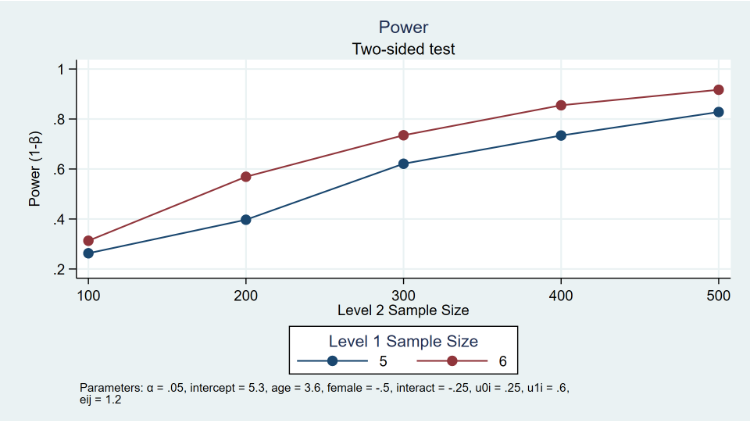 Power
Two-sided test
1
.8
.6
.4
.2
Power (1-β)
100 200 300 400 500
Level 2 Sample Size
Level 1 Sample Size
5 6
Parameters: α = .05, intercept = 5.3, age = 3.6, female = -.5, interact = -.25, u0i = .25, u1i = .6,
eij = 1.2